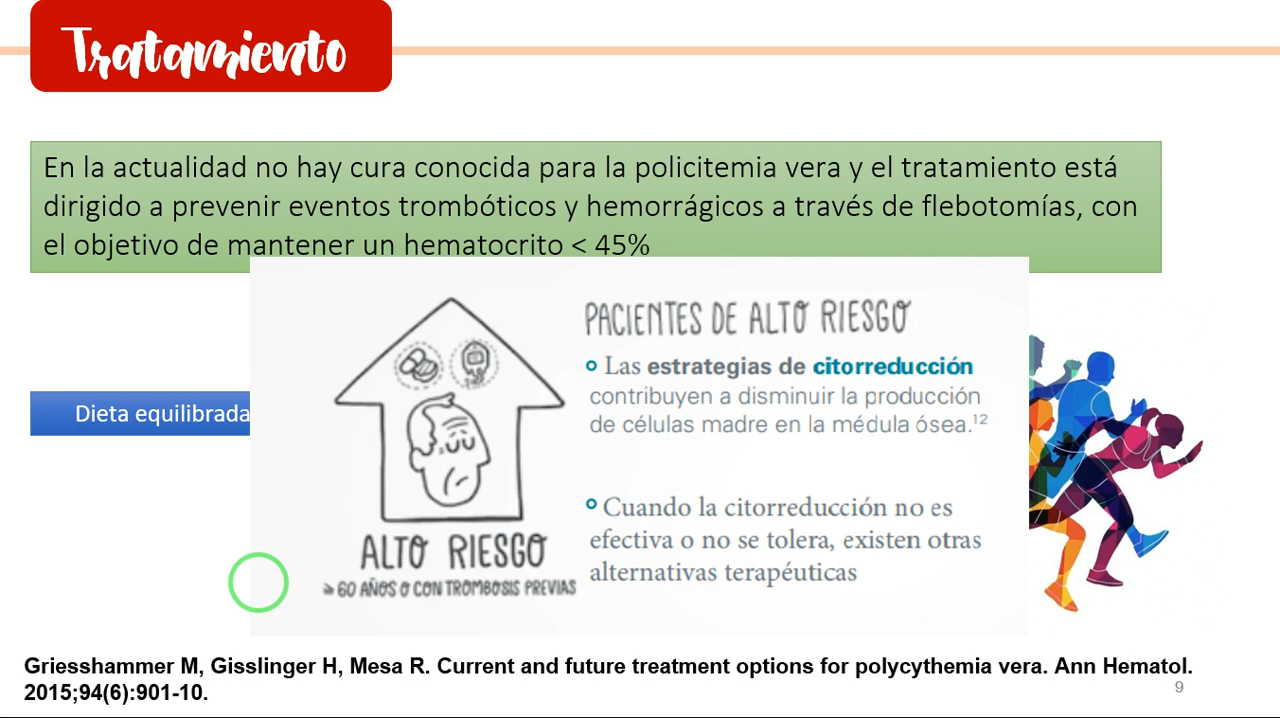 Tratamiento
En la actualidad no hay cura conocida para la policitemia vera y el tratamiento está
dirigido a prevenir eventos trombóticos y hemorrágicos a través de flebotomías, con
el objetivo de mantener un hematocrito < 45%
Dieta equilibrada
ALTO RIESGO
≥ 60 AÑOS O CON TROMBOSIS PREVIAS
PACIENTES DE ALTO RIESGO
Las estrategias de citorreducción
contribuyen a disminuir la producción
de células madre en la médula ósea.¹²
Cuando la citorreducción no es
efectiva o no se tolera, existen otras
alternativas terapéuticas
Griesshammer M, Gisslinger H, Mesa R. Current and future treatment options for polycythemia vera. Ann Hematol.
2015;94(6):901-10.
9